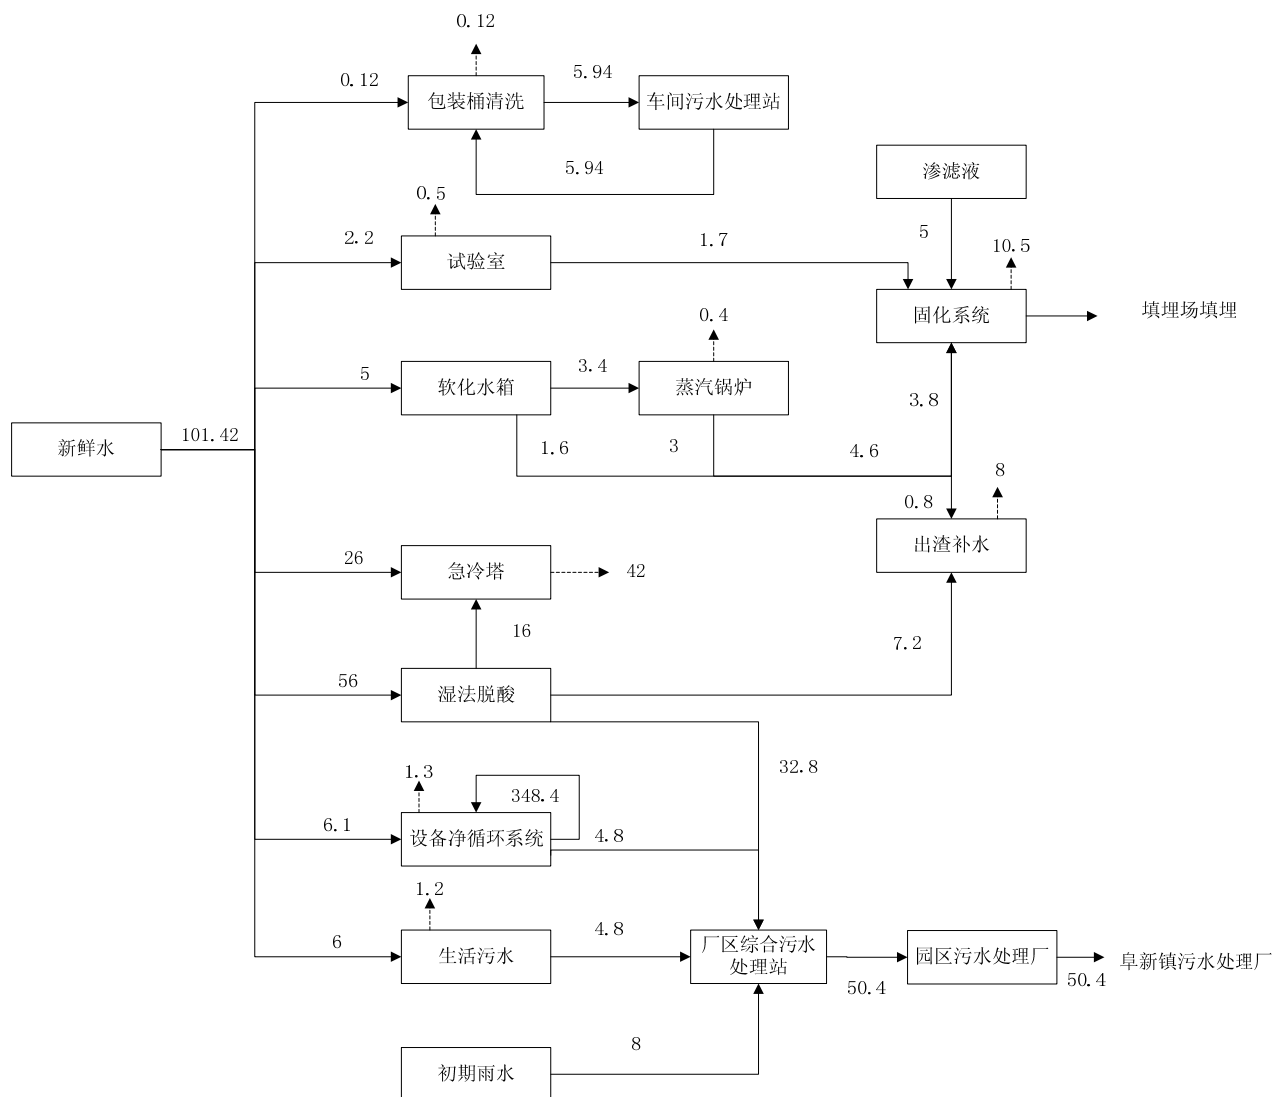 0.12
0.12
包装桶清洗
5.94
车间污水处理站
5.94
渗滤液
0.5
2.2
试验室
1.7
5
10.5
固化系统
填埋场填埋
0.4
5
软化水箱
3.4
蒸汽锅炉
3.8
新鲜水
101.42
1.6
3
4.6
8
0.8
出渣补水
26
急冷塔
42
16
7.2
56
湿法脱酸
32.8
1.3
348.4
6.1
设备净循环系统
4.8
1.2
6
生活污水
4.8
厂区综合污水
处理站
50.4
园区污水处理厂
50.4
阜新镇污水处理厂
8
初期雨水